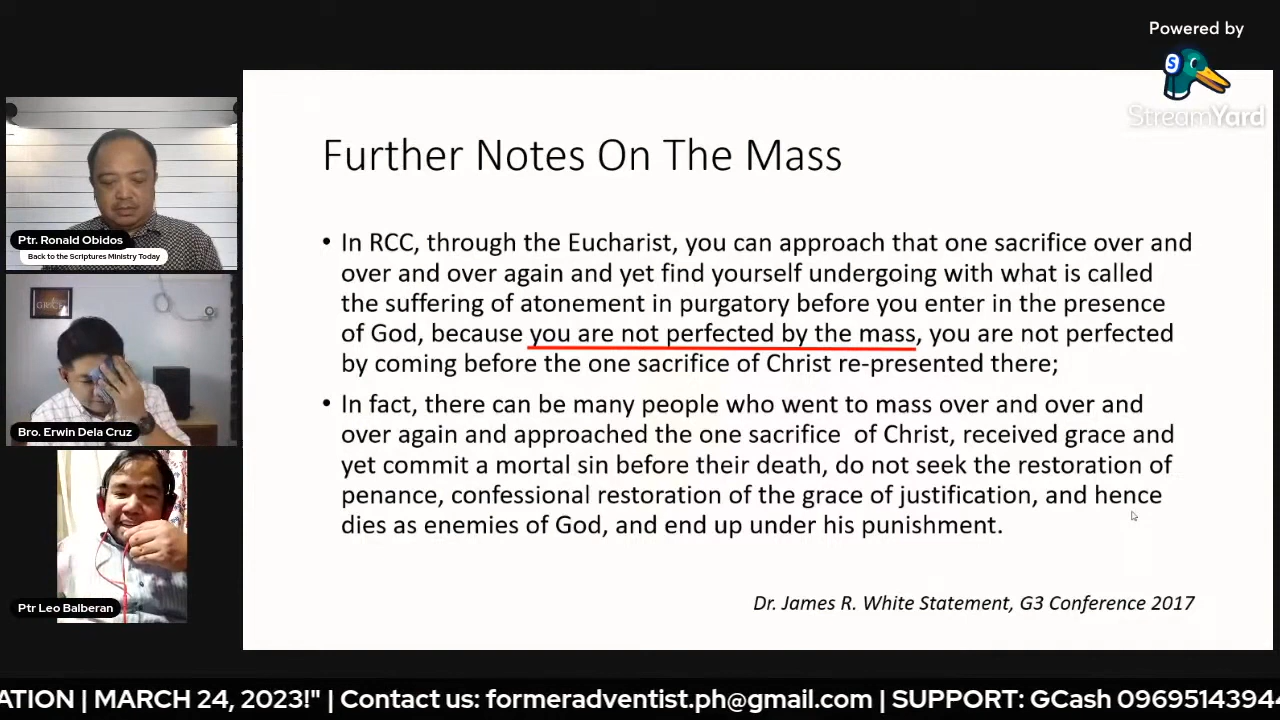 Powered by
S
StreamYard
Further Notes On The Mass
• In RCC, through the Eucharist, you can approach that one sacrifice over and
over and over again and yet find yourself undergoing with what is called
the suffering of atonement in purgatory before you enter in the presence
of God, because you are not perfected by the mass, you are not perfected
by coming before the one sacrifice of Christ re-presented there;
• In fact, there can be many people who went to mass over and over and
over again and approached the one sacrifice of Christ, received grace and
yet commit a mortal sin before their death, do not seek the restoration of
penance, confessional restoration of the grace of justification, and hence
dies as enemies of God, and end up under his punishment.
Dr. James R. White Statement, G3 Conference 2017
Ptr. Ronald Obidos
Back to the Scriptures Ministry Today
Bro. Erwin Dela Cruz
Ptr Leo Balberan
ATION | MARCH 24, 2023!" | Contact us: formeradventist.ph@gmail.com | SUPPORT: GCash 0969514394